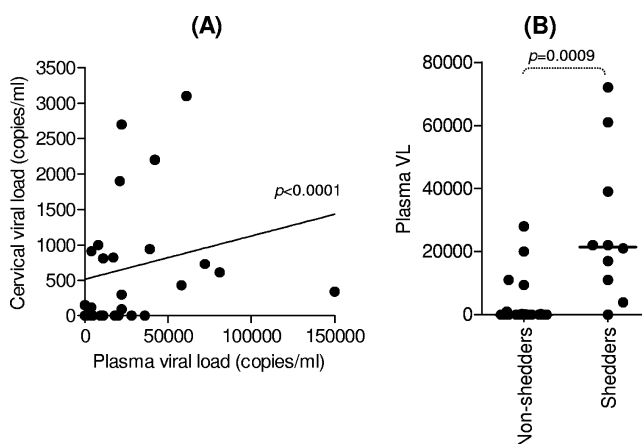 (A)
3500
3000
2500
2000
1500
1000
500
0
Cervical viral load (copies/ml)
p<0.0001
0
50000
100000
150000
Plasma viral load (copies/ml)
(B)
p=0.0009
80000
60000
40000
20000
0
Plasma VL
Non-shedders
Shedders